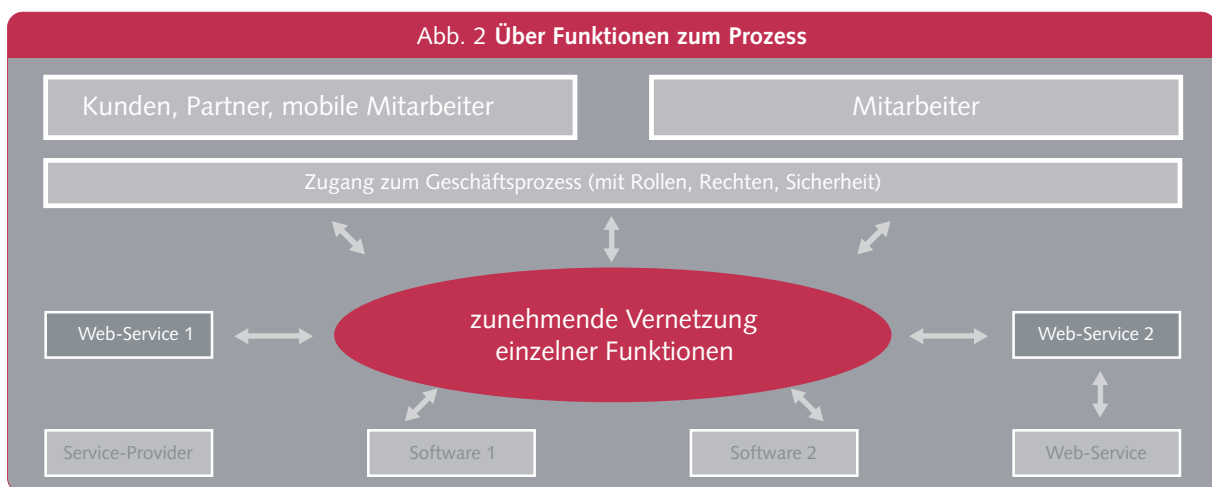 Abb. 2 Über Funktionen zum Prozess
Kunden, Partner, mobile Mitarbeiter
Mitarbeiter
Zugang zum Geschäftsprozess (mit Rollen, Rechten, Sicherheit)
Web-Service 1
zunehmende Vernetzung
einzelner Funktionen
Web-Service 2
Service-Provider
Software 1
Software 2
Web-Service